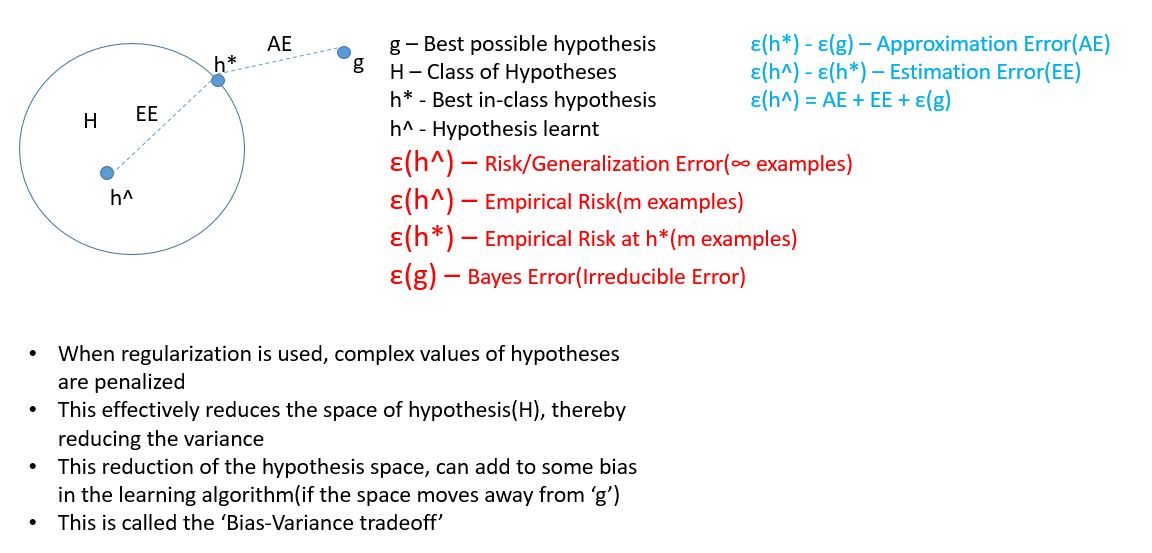 AE
h*
g
H
EE
h^
g – Best possible hypothesis
H – Class of Hypotheses
h* - Best in-class hypothesis
h^ - Hypothesis learnt
ε(h^) – Risk/Generalization Error(∞ examples)
ε(h^) – Empirical Risk(m examples)
ε(h*) – Empirical Risk at h*(m examples)
ε(g) – Bayes Error(Irreducible Error)
ε(h*) - ε(g) – Approximation Error(AE)
ε(h^) - ε(h*) – Estimation Error(EE)
ε(h^) = AE + EE + ε(g)
• When regularization is used, complex values of hypotheses
are penalized
• This effectively reduces the space of hypothesis(H), thereby
reducing the variance
• This reduction of the hypothesis space, can add to some bias
in the learning algorithm(if the space moves away from ‘g’)
• This is called the ‘Bias-Variance tradeoff’